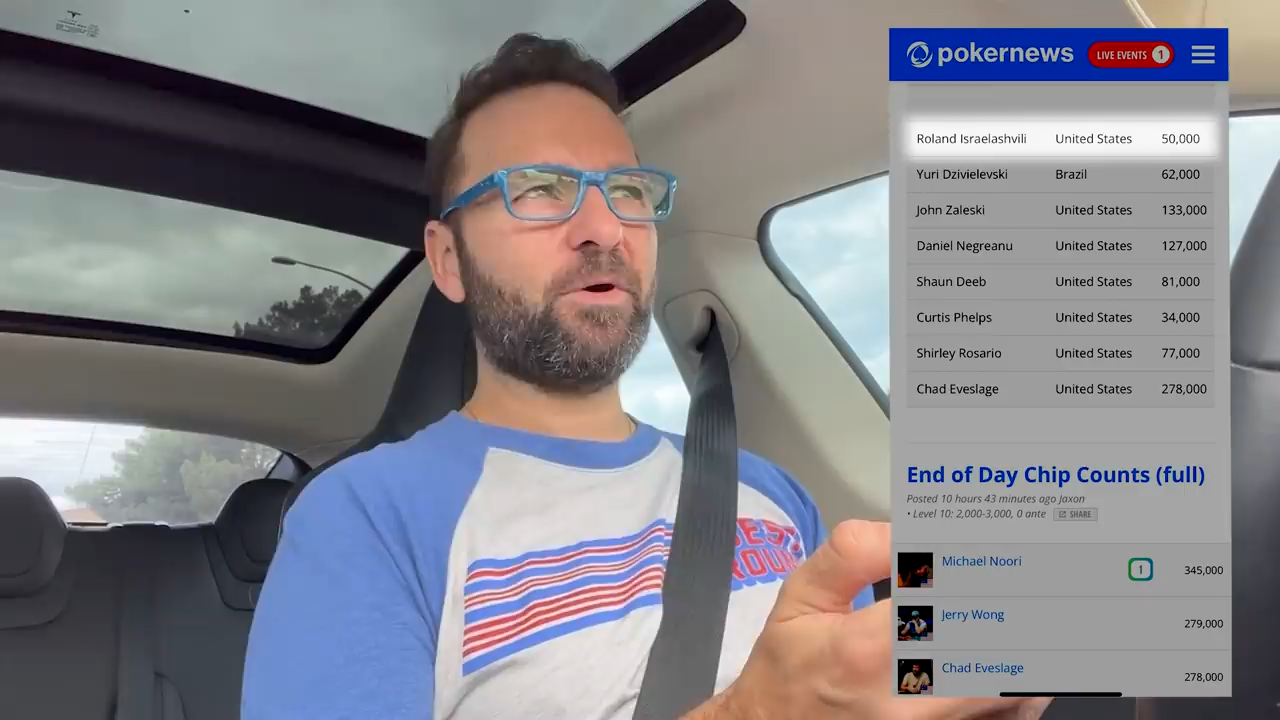 pokernews
LIVE EVENTS 1
Roland Israelashvili United States 50,000
Yuri Dzivielevski Brazil 62,000
John Zaleski United States 133,000
Daniel Negreanu United States 127,000
Shaun Deeb United States 81,000
Curtis Phelps United States 34,000
Shirley Rosario United States 77,000
Chad Eveslage United States 278,000
End of Day Chip Counts (full)
Posted 10 hours 43 minutes ago Jaxon
• Level 10: 2,000-3,000, 0 ante SHARE
Michael Noori 1 345,000
Jerry Wong 279,000
Chad Eveslage 278,000